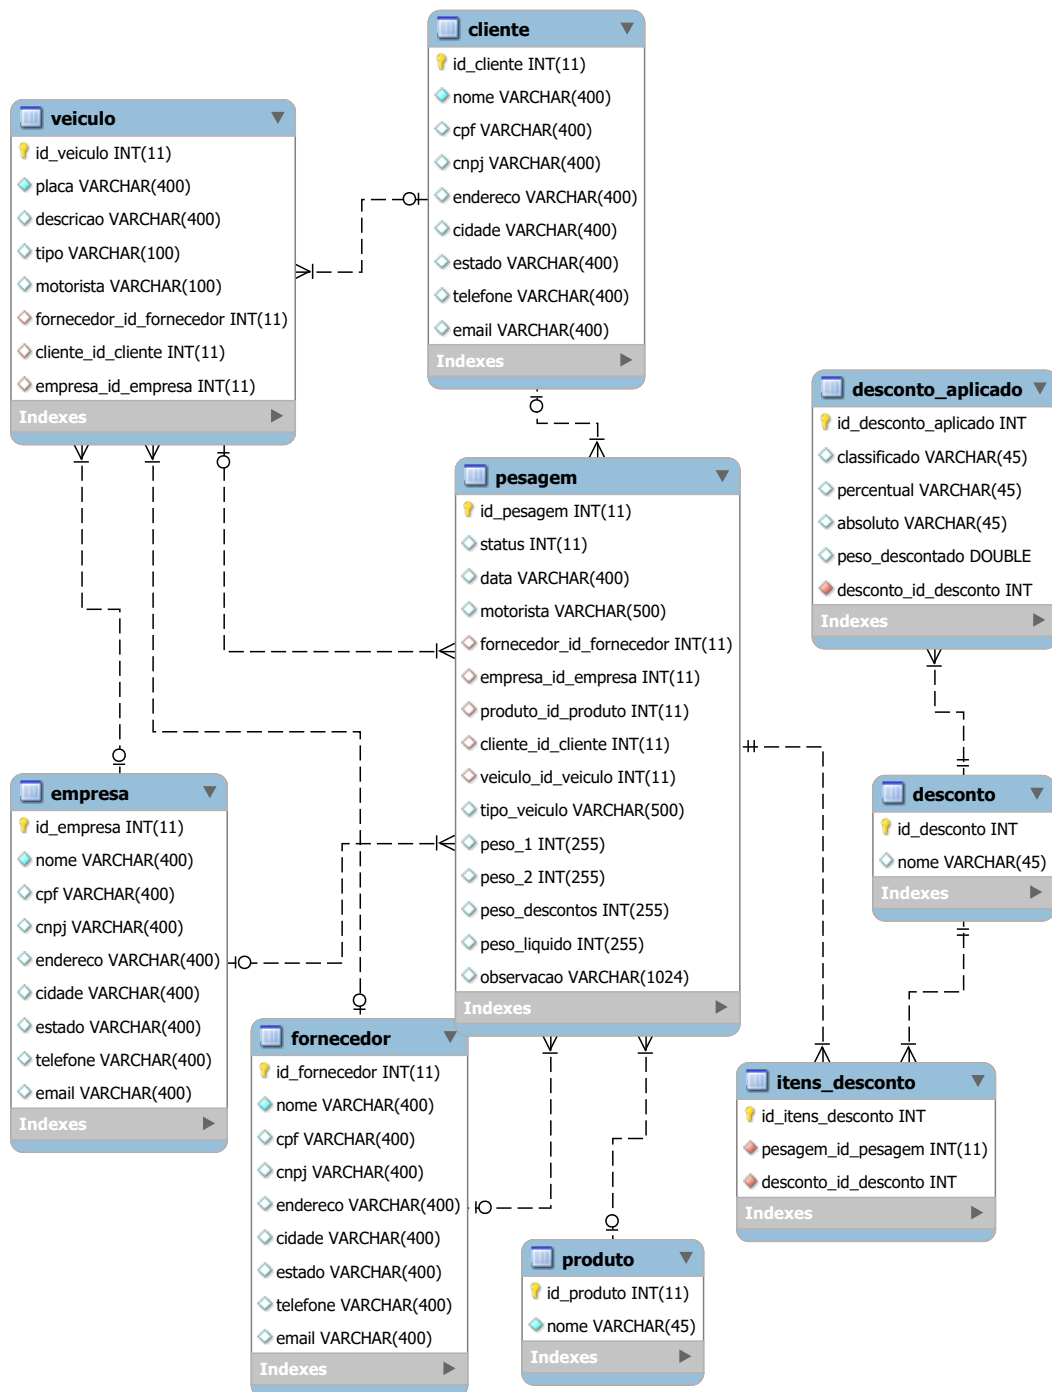 cliente
id_cliente INT(11)
nome VARCHAR(400)
cpf VARCHAR(400)
cnpj VARCHAR(400)
endereco VARCHAR(400)
cidade VARCHAR(400)
estado VARCHAR(400)
telefone VARCHAR(400)
email VARCHAR(400)
Indexes
veiculo
id_veiculo INT(11)
placa VARCHAR(400)
descricao VARCHAR(400)
tipo VARCHAR(100)
motorista VARCHAR(100)
fornecedor_id_fornecedor INT(11)
cliente_id_cliente INT(11)
empresa_id_empresa INT(11)
Indexes
desconto_aplicado
id_desconto_aplicado INT
classificado VARCHAR(45)
percentual VARCHAR(45)
absoluto VARCHAR(45)
peso_descontado DOUBLE
desconto_id_desconto INT
Indexes
pesagem
id_pesagem INT(11)
status INT(11)
data VARCHAR(400)
motorista VARCHAR(500)
fornecedor_id_fornecedor INT(11)
empresa_id_empresa INT(11)
produto_id_produto INT(11)
cliente_id_cliente INT(11)
veiculo_id_veiculo INT(11)
tipo_veiculo VARCHAR(500)
peso_1 INT(255)
peso_2 INT(255)
peso_descontos INT(255)
peso_liquido INT(255)
observacao VARCHAR(1024)
Indexes
empresa
id_empresa INT(11)
nome VARCHAR(400)
cpf VARCHAR(400)
cnpj VARCHAR(400)
endereco VARCHAR(400)
cidade VARCHAR(400)
estado VARCHAR(400)
telefone VARCHAR(400)
email VARCHAR(400)
Indexes
desconto
id_desconto INT
nome VARCHAR(45)
Indexes
fornecedor
id_fornecedor INT(11)
nome VARCHAR(400)
cpf VARCHAR(400)
cnpj VARCHAR(400)
endereco VARCHAR(400)
cidade VARCHAR(400)
estado VARCHAR(400)
telefone VARCHAR(400)
email VARCHAR(400)
Indexes
itens_desconto
id_itens_desconto INT
pesagem_id_pesagem INT(11)
desconto_id_desconto INT
Indexes
produto
id_produto INT(11)
nome VARCHAR(45)
Indexes